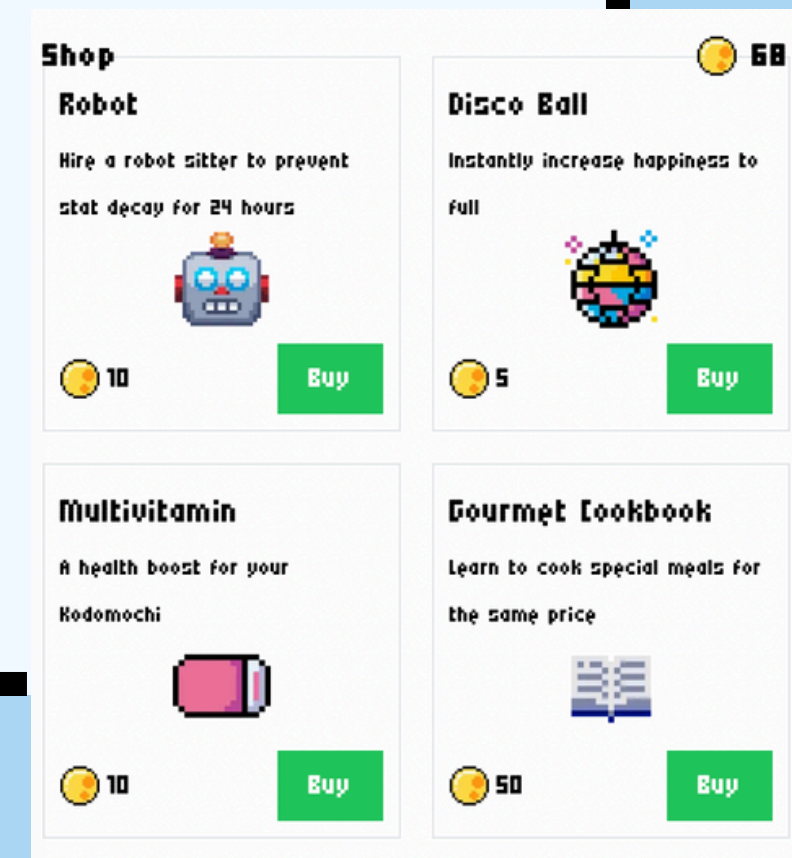 Shop
68
Robot
Hire a robot sitter to prevent
stat decay for 24 hours
10
Buy
Disco Ball
Instantly increase happiness to
full
5
Buy
Multivitamin
A health boost for your
Kodomochi
10
Buy
Gourmet Cookbook
Learn to cook special meals for
the same price
50
Buy